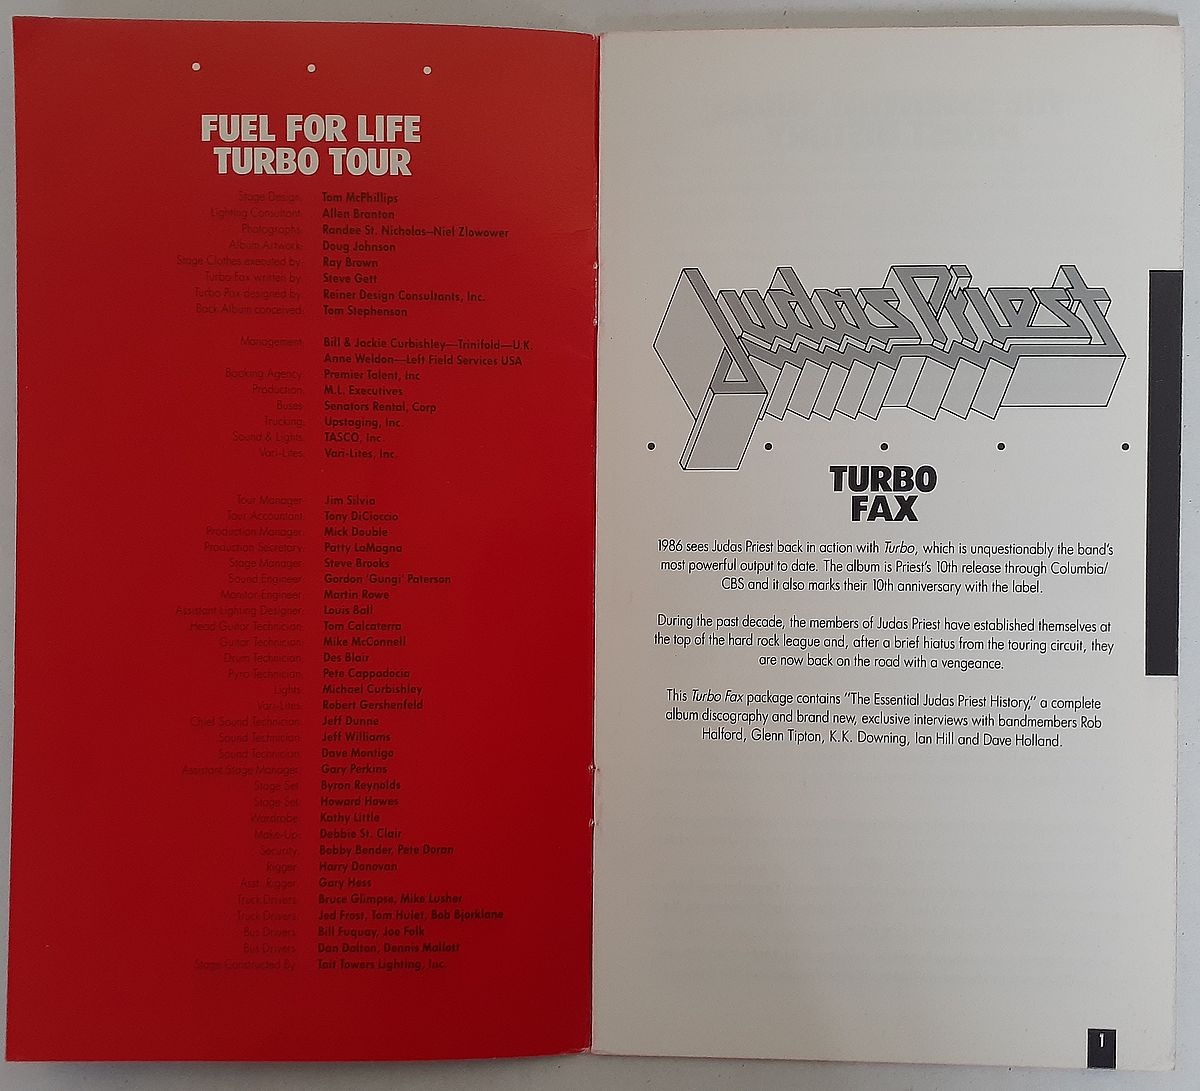 FUEL FOR LIFE
TURBO TOUR
Stage Design: Tom McPhillips
Lighting Consultant: Allen Branton
Photographs: Randee St. Nicholas—Niel Zlowower
Album Artwork: Doug Johnson
Stage Clothes executed by: Ray Brown
Turbo Fax written by: Steve Gett
Turbo Fax designed by: Reiner Design Consultants, Inc.
Back Album conceived: Tom Stephenson
Management: Bill & Jackie Curbishley—Trinifold—U.K.
Anne Weldon—Left Field Services USA
Booking Agency: Premier Talent, Inc
Production: M.L. Executives
Buses: Senators Rental, Corp
Trucking: Upstaging, Inc.
Sound & Lights: TASCO, Inc.
Vari-Lites: Vari-Lites, Inc.
Tour Manager: Jim Silvia
Tour Accountant: Tony DiCioccio
Production Manager: Mick Double
Production Secretary: Patty LaMagna
Stage Manager: Steve Brooks
Sound Engineer: Gordon 'Gungi' Paterson
Monitor Engineer: Martin Rowe
Assistant Lighting Designer: Louis Ball
Head Guitar Technician: Tom Calcaterra
Guitar Technician: Mike McConnell
Drum Technician: Des Blair
Pyro Technician: Pete Cappadocia
Lights: Michael Curbishley
Vari-Lites: Robert Gershenfeld
Chief Sound Technician: Jeff Dunne
Sound Technician: Jeff Williams
Sound Technician: Dave Montigo
Assistant Stage Manager: Gary Perkins
Stage Set: Byron Reynolds
Stage Set: Howard Hawes
Wardrobe: Kathy Little
Make-Up: Debbie St. Clair
Security: Bobby Bender, Pete Doran
Rigger: Harry Donovan
Asst. Rigger: Gary Hess
Truck Drivers: Bruce Glimpse, Mike Lusher
Truck Drivers: Jed Frost, Tom Hulet, Bob Bjorklane
Bus Drivers: Bill Fuquay, Joe Folk
Bus Drivers: Dan Dalton, Dennis Mallott
Stage Constructed By: Tait Towers Lighting, Inc.
Judas Priest
TURBO
FAX
1986 sees Judas Priest back in action with Turbo, which is unquestionably the band's
most powerful output to date. The album is Priest's 10th release through Columbia/
CBS and it also marks their 10th anniversary with the label.
During the past decade, the members of Judas Priest have established themselves at
the top of the hard rock league and, after a brief hiatus from the touring circuit, they
are now back on the road with a vengeance.
This Turbo Fax package contains "The Essential Judas Priest History," a complete
album discography and brand new, exclusive interviews with bandmembers Rob
Halford, Glenn Tipton, K.K. Downing, Ian Hill and Dave Holland.
1